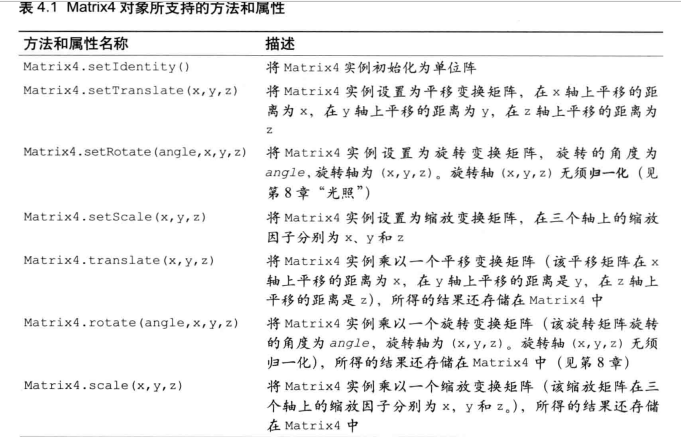 表 4.1 Matrix4 对象所支持的方法和属性
方法和属性名称 描述
Matrix4.setIdentity() 将 Matrix4 实例初始化为单位阵
Matrix4.setTranslate(x,y,z) 将 Matrix4 实例设置为平移变换矩阵，在 x 轴上平移的距
离为 x，在 y 轴上平移的距离为 y，在 z 轴上平移的距离为
z
Matrix4.setRotate(angle,x,y,z) 将 Matrix4 实例设置为旋转变换矩阵，旋转的角度为
angle，旋转轴为 (x,y,z)。旋转轴 (x,y,z) 无须归一化（见
第 8 章“光照”）
Matrix4.setScale(x,y,z) 将 Matrix4 实例设置为缩放变换矩阵，在三个轴上的缩放
因子分别为 x、y 和 z
Matrix4.translate(x,y,z) 将 Matrix4 实例乘以一个平移变换矩阵（该平移矩阵在 x
轴上平移的距离为 x，在 y 轴上平移的距离是 y，在 z 轴上
平移的距离是 z），所得的结果还存储在 Matrix4 中
Matrix4.rotate(angle,x,y,z) 将 Matrix4 实例乘以一个旋转变换矩阵（该旋转矩阵旋转
的角度为 angle，旋转轴为 (x,y,z)。旋转轴 (x,y,z) 无须
归一化），所得的结果还存储在 Matrix4 中（见第 8 章）
Matrix4.scale(x,y,z) 将 Matrix4 实例乘以一个缩放变换矩阵（该缩放矩阵在三
个轴上的缩放因子分别为 x，y 和 z。），所得的结果还存储
在 Matrix4 中